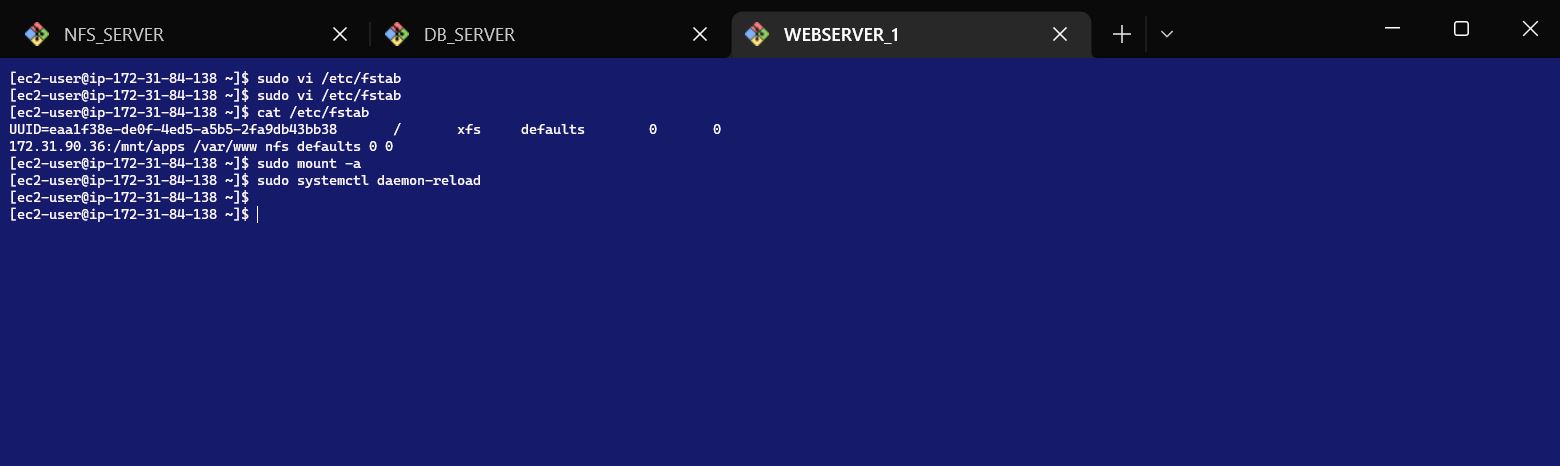 NFS_SERVER
DB_SERVER
WEBSERVER_1
[ec2-user@ip-172-31-84-138 ~]$ sudo vi /etc/fstab
[ec2-user@ip-172-31-84-138 ~]$ sudo vi /etc/fstab
[ec2-user@ip-172-31-84-138 ~]$ cat /etc/fstab
UUID=eaa1f38e-de0f-4ed5-a5b5-2fa9db43bb38       /       xfs     defaults        0       0
172.31.90.36:/mnt/apps /var/www nfs defaults 0 0
[ec2-user@ip-172-31-84-138 ~]$ sudo mount -a
[ec2-user@ip-172-31-84-138 ~]$ sudo systemctl daemon-reload
[ec2-user@ip-172-31-84-138 ~]$
[ec2-user@ip-172-31-84-138 ~]$